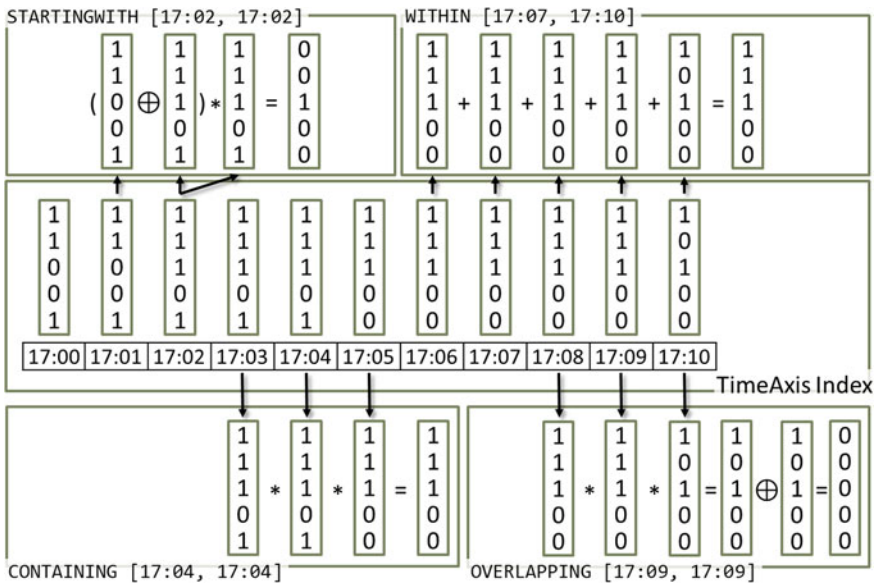 STARTINGWITH [17:02, 17:02]
1 1 1 0
1 1 1 0
( 0 ⊕ 1 ) * 1 = 1
0 0 0 0
1 1 1 0
WITHIN [17:07, 17:10]
1 1 1 1 1 1
1 1 1 1 0 1
1 + 1 + 1 + 1 + 1 = 1
0 0 0 0 0 0
0 0 0 0 0 0
1 1 1 1 1 1 1 1 1 1 1
1 1 1 1 1 1 1 1 1 1 0
0 0 1 1 1 1 1 1 1 1 1
0 0 0 0 0 0 0 0 0 0 0
1 1 1 1 1 0 0 0 0 0 0
17:00 17:01 17:02 17:03 17:04 17:05 17:06 17:07 17:08 17:09 17:10
TimeAxis Index
1 1 1 1
1 1 1 1
1 * 1 * 1 = 1
0 0 0 0
1 1 0 0
CONTAINING [17:04, 17:04]
1 1 1 1 1 0
1 1 0 0 0 0
1 * 1 * 1 = 1 ⊕ 1 = 0
0 0 0 0 0 0
0 0 0 0 0 0
OVERLAPPING [17:09, 17:09]